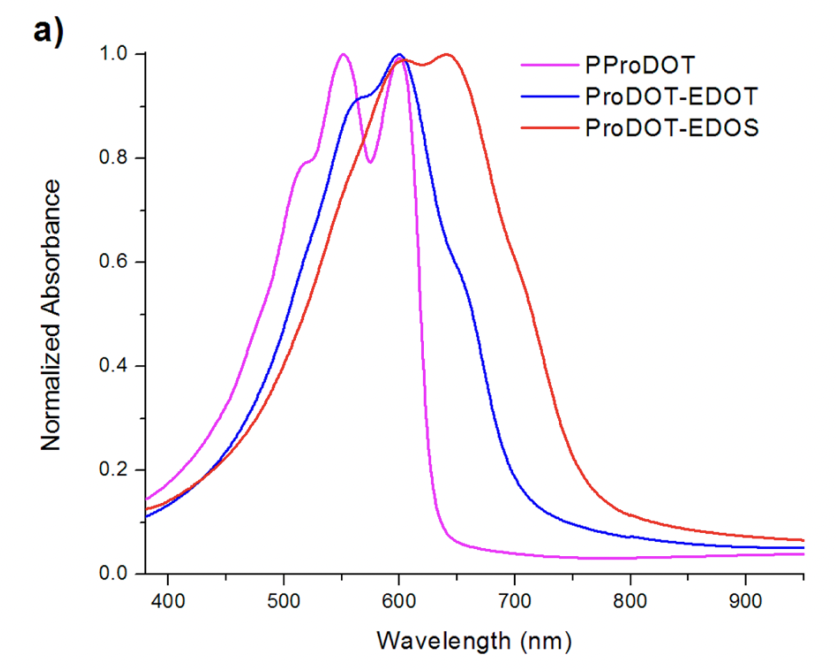 a)
PProDOT
ProDOT-EDOT
ProDOT-EDOS
Normalized Absorbance
1.0
0.8
0.6
0.4
0.2
0.0
400 500 600 700 800 900
Wavelength (nm)